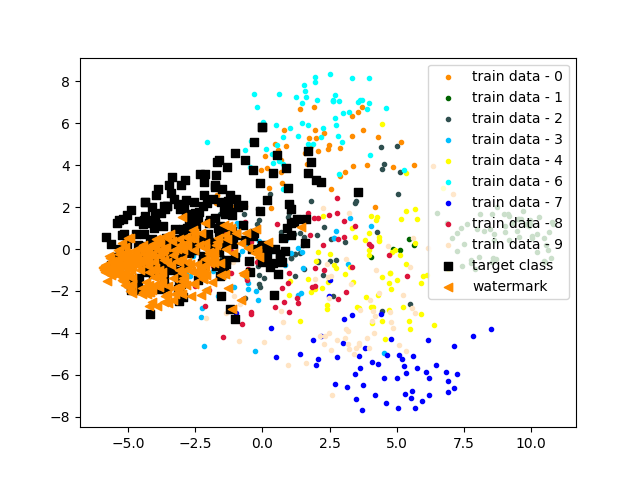 8
6
4
2
0
−2
−4
−6
−8
−5.0 −2.5 0.0 2.5 5.0 7.5 10.0
train data - 0
train data - 1
train data - 2
train data - 3
train data - 4
train data - 6
train data - 7
train data - 8
train data - 9
target class
watermark